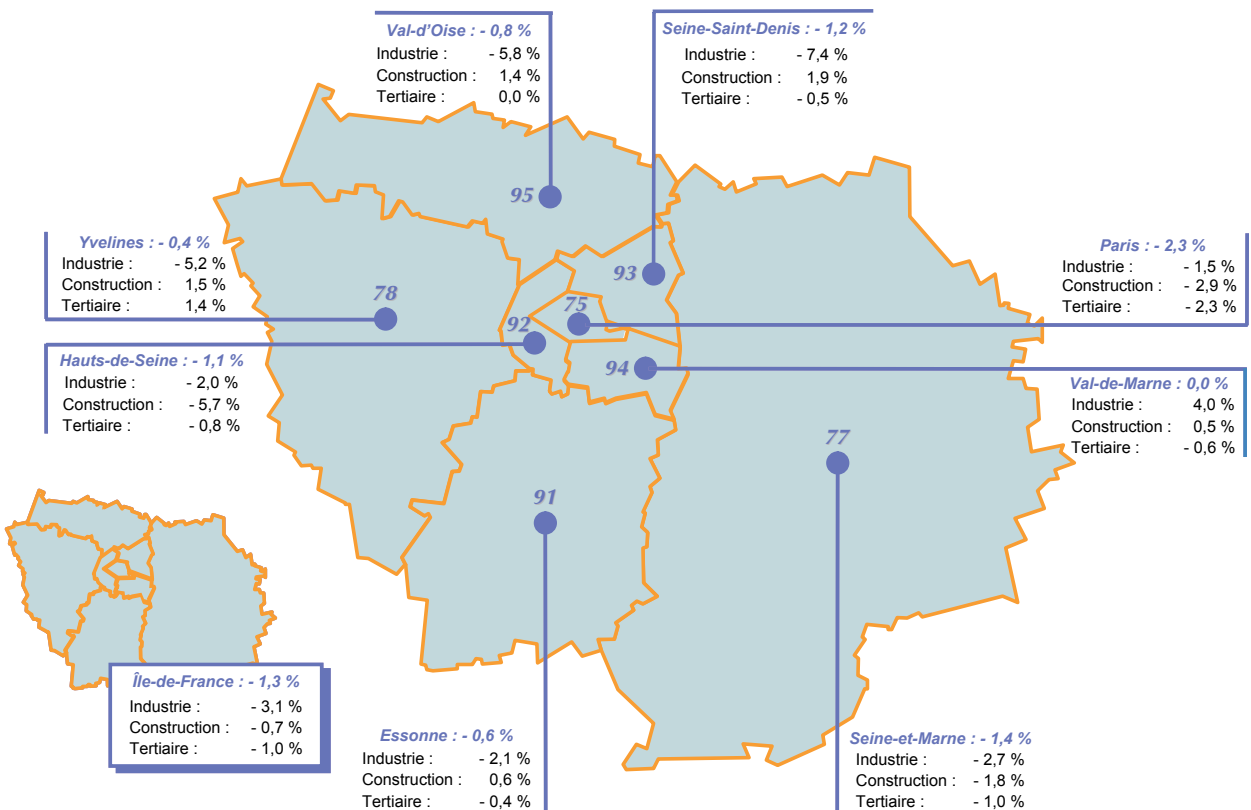 Val-d'Oise : - 0,8 %
Industrie : - 5,8 %
Construction : 1,4 %
Tertiaire : 0,0 %
Seine-Saint-Denis : - 1,2 %
Industrie : - 7,4 %
Construction : 1,9 %
Tertiaire : - 0,5 %
95
Yvelines : - 0,4 %
Industrie : - 5,2 %
Construction : 1,5 %
Tertiaire : 1,4 %
78
93
75
92
94
Paris : - 2,3 %
Industrie : - 1,5 %
Construction : - 2,9 %
Tertiaire : - 2,3 %
Hauts-de-Seine : - 1,1 %
Industrie : - 2,0 %
Construction : - 5,7 %
Tertiaire : - 0,8 %
Val-de-Marne : 0,0 %
Industrie : 4,0 %
Construction : 0,5 %
Tertiaire : - 0,6 %
77
91
Île-de-France : - 1,3 %
Industrie : - 3,1 %
Construction : - 0,7 %
Tertiaire : - 1,0 %
Essonne : - 0,6 %
Industrie : - 2,1 %
Construction : 0,6 %
Tertiaire : - 0,4 %
Seine-et-Marne : - 1,4 %
Industrie : - 2,7 %
Construction : - 1,8 %
Tertiaire : - 1,0 %